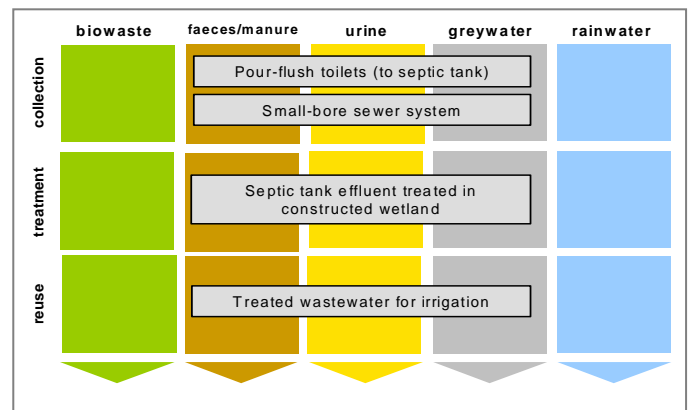 biowaste faeces/manure urine greywater rainwater
collection
Pour-flush toilets (to septic tank)
Small-bore sewer system
treatment
Septic tank effluent treated in
constructed wetland
reuse
Treated wastewater for irrigation